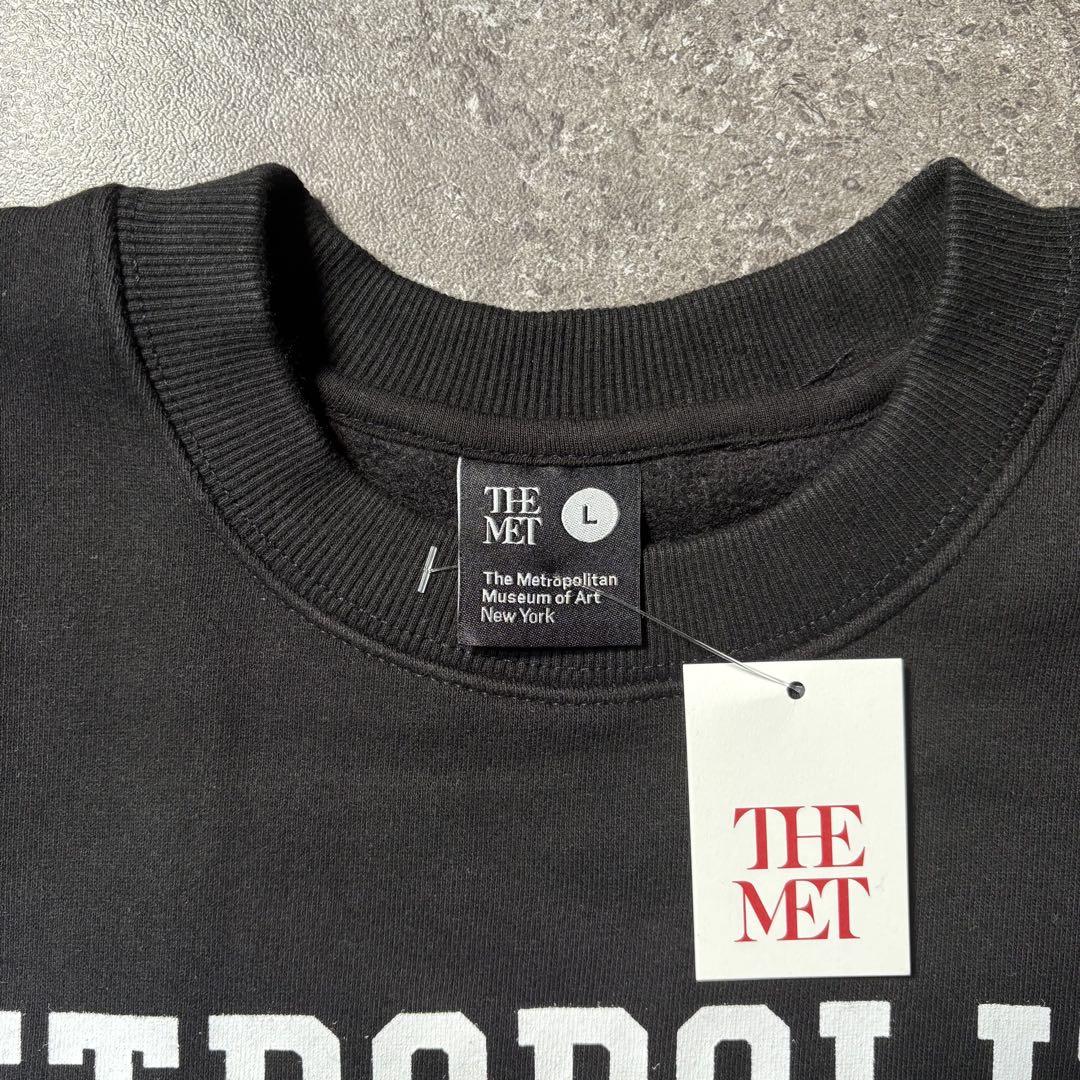 THE
MET
L
The Metropolitan
Museum of Art
New York
THE
MET